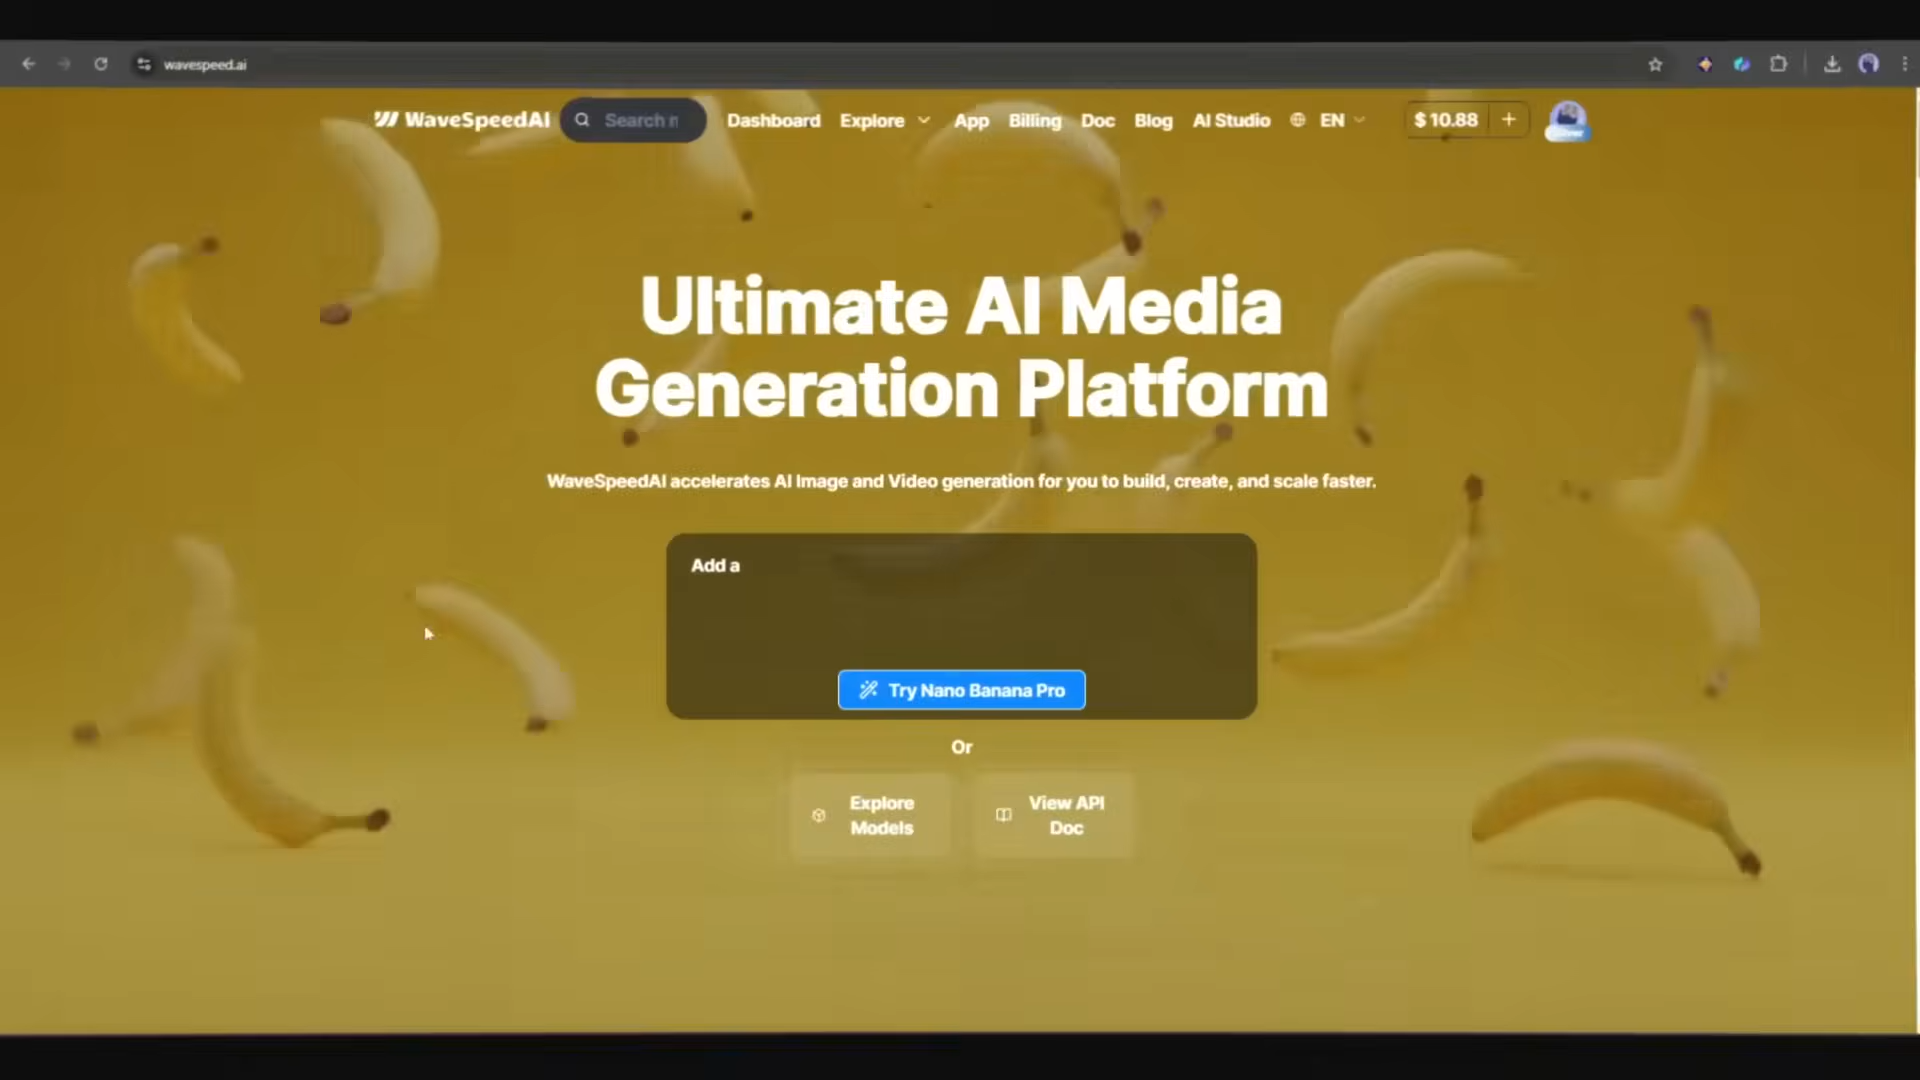 wavespeed.ai
WaveSpeedAI
Search
Dashboard
Explore
App
Billing
Doc
Blog
AI Studio
EN
$ 10.88
Ultimate AI Media
Generation Platform
WaveSpeedAI accelerates AI Image and Video generation for you to build, create, and scale faster.
Add a
Try Nano Banana Pro
Or
Explore
Models
View API
Doc